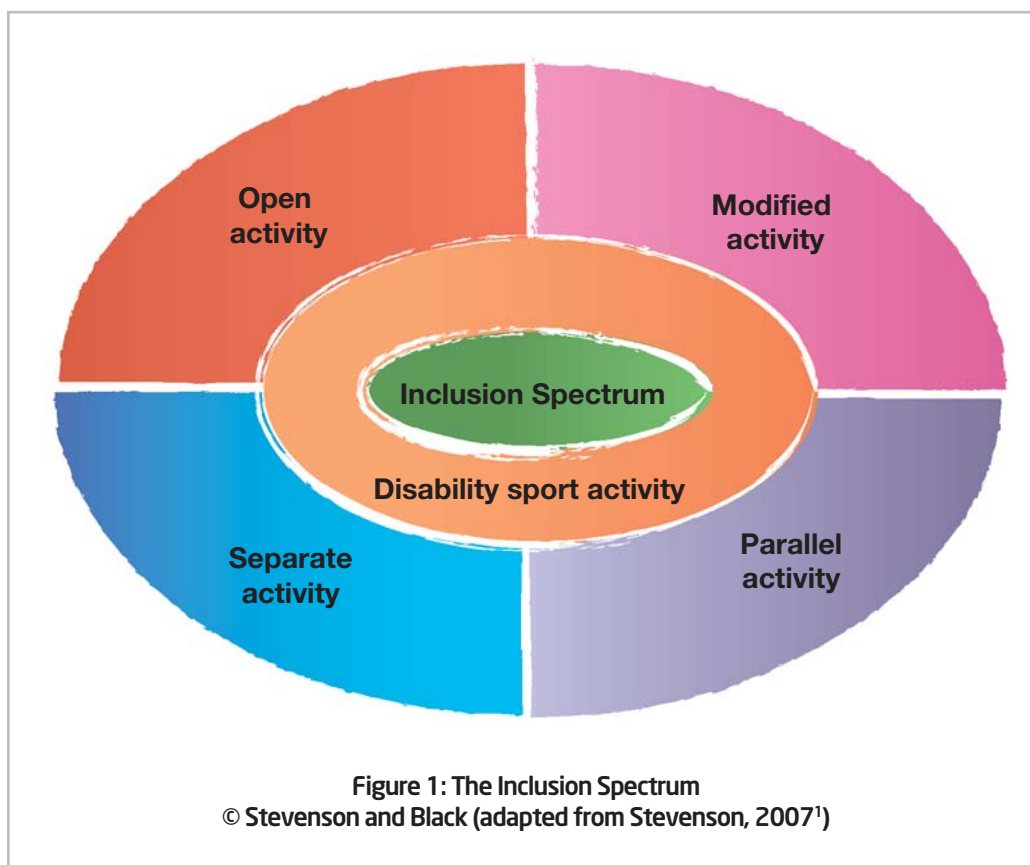 Open
activity
Modified
activity
Inclusion Spectrum
Disability sport activity
Separate
activity
Parallel
activity
Figure 1: The Inclusion Spectrum
© Stevenson and Black (adapted from Stevenson, 2007¹)